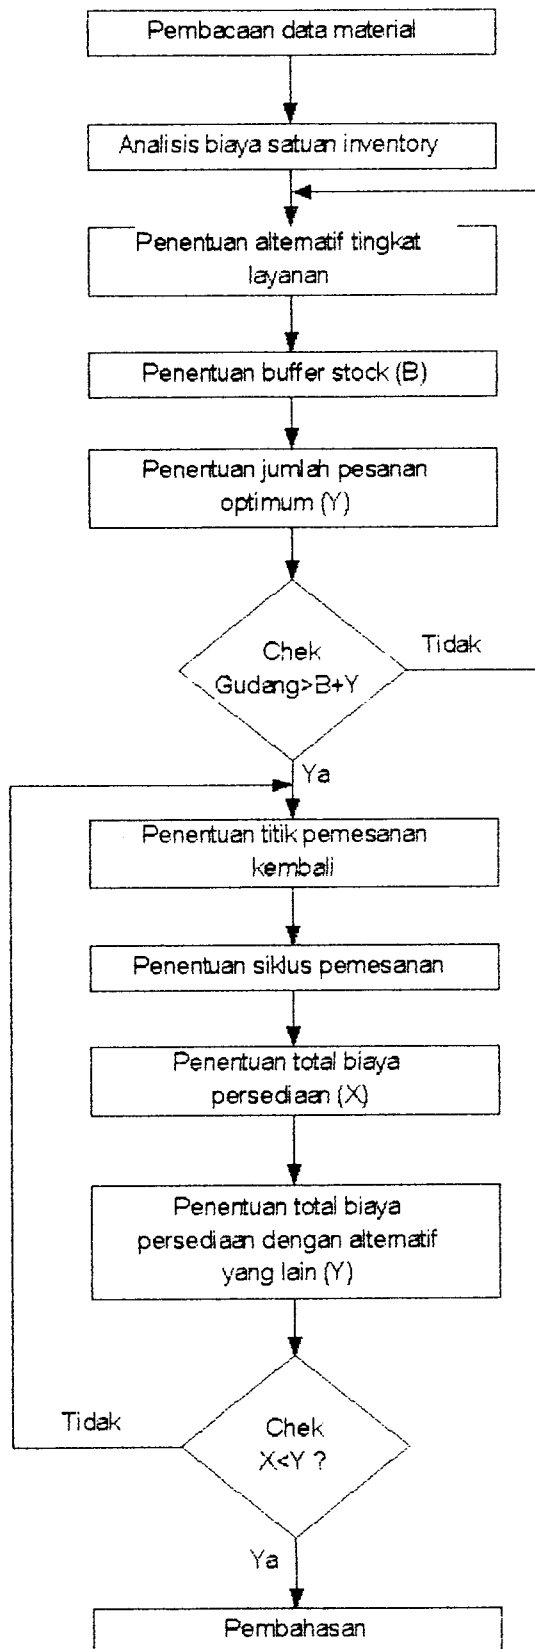 Pembacaan data material
Analisis biaya satuan inventory
Penentuan alternatif tingkat
layanan
Penentuan buffer stock (B)
Penentuan jumlah pesanan
optimum (Y)
Chek
Gudang>B+Y
Tidak
Ya
Penentuan titik pemesanan
kembali
Penentuan siklus pemesanan
Penentuan total biaya
persediaan (X)
Penentuan total biaya
persediaan dengan alternatif
yang lain (Y)
Tidak
Chek
X<Y ?
Ya
Pembahasan